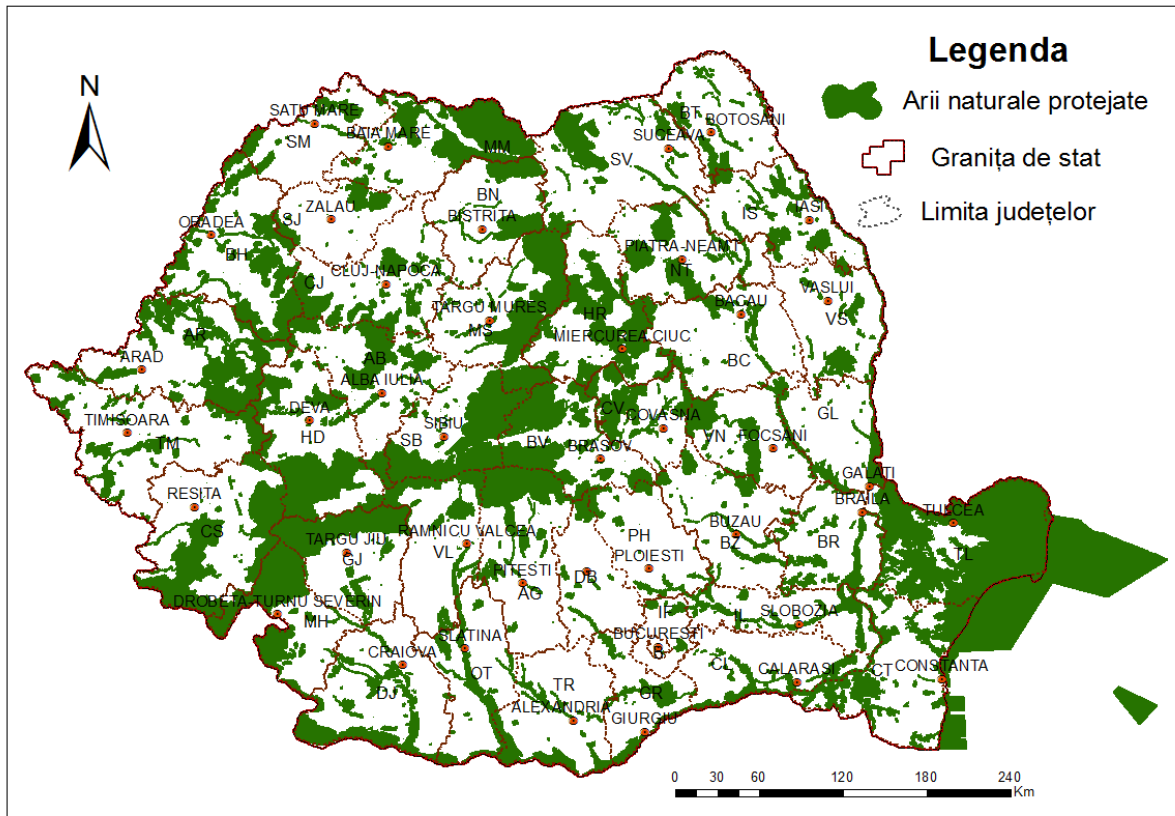 Legenda
Arii naturale protejate
Granița de stat
Limita județelor
N
SATU MARE
SM
BAIA MARE
MM
BT
BOTOSANI
SUCEAVA
SV
BN
BISTRITA
ZALAU
SJ
ORADEA
BH
IS
IASI
PIATRA-NEAMT
NT
CJ
CLUJ-NAPOCA
TARGU MURES
MS
HR
MIERCUREA CIUC
BACAU
BC
VASLUI
VS
AR
ARAD
AB
ALBA IULIA
TIMISOARA
TM
DEVA
HD
SIBIU
SB
BV
BRASOV
CV
COVASNA
VN
FOCSANI
GL
GALATI
BRAILA
BR
TULCEA
TL
RESITA
CS
TARGU JIU
GJ
RAMNICU VALCEA
VL
PITESTI
AG
DB
PH
PLOIESTI
BUZAU
BZ
DROBETA-TURNU SEVERIN
MH
CRAIOVA
DJ
SLATINA
OT
TR
ALEXANDRIA
IF
BUCURESTI
B
GR
GIURGIU
IL
SLOBOZIA
CL
CALARASI
CT
CONSTANTA
0 30 60 120 180 240
Km